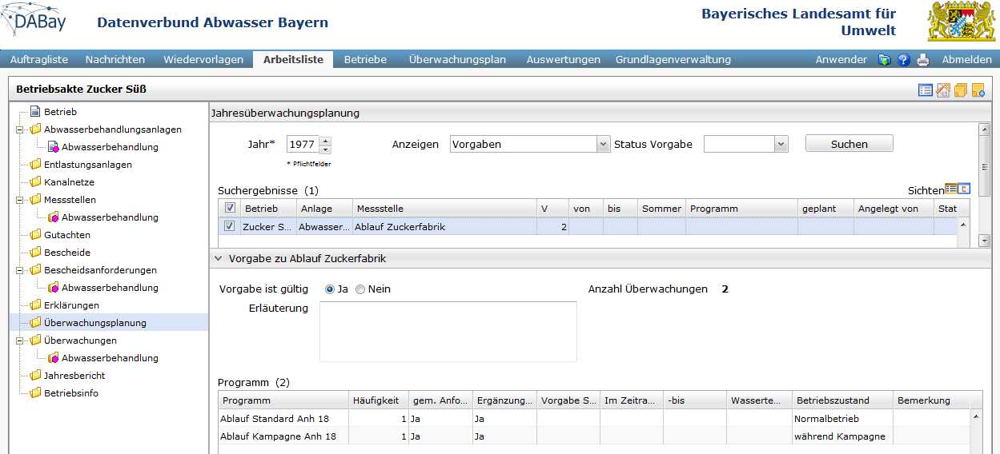 DABay
Datenverbund Abwasser Bayern
Bayerisches Landesamt für
Umwelt
Auftragliste Nachrichten Wiedervorlagen Arbeitsliste Betriebe Überwachungsplan Auswertungen Grundlagenverwaltung Anwender Abmelden
Betriebsakte Zucker Süß
Betrieb
Abwasserbehandlungsanlagen
Abwasserbehandlung
Entlastungsanlagen
Kanalnetze
Messstellen
Abwasserbehandlung
Gutachten
Bescheide
Bescheidsanforderungen
Abwasserbehandlung
Erklärungen
Überwachungsplanung
Überwachungen
Abwasserbehandlung
Jahresbericht
Betriebsinfo
Jahresüberwachungsplanung
Jahr* 1977 Anzeigen Vorgaben Status Vorgabe Suchen
* Pflichtfelder
Suchergebnisse (1) Sichten
Betrieb Anlage Messstelle V von bis Sommer Programm geplant Angelegt von Stat
Zucker S... Abwasser... Ablauf Zuckerfabrik 2
Vorgabe zu Ablauf Zuckerfabrik
Vorgabe ist gültig Ja Nein Anzahl Überwachungen 2
Erläuterung
Programm (2)
Programm Häufigkeit gem. Anfo... Ergänzung... Vorgabe S... Im Zeitra... -bis Wasserte... Betriebszustand Bemerkung
Ablauf Standard Anh 18 1 Ja Ja Normalbetrieb
Ablauf Kampagne Anh 18 1 Ja Ja während Kampagne